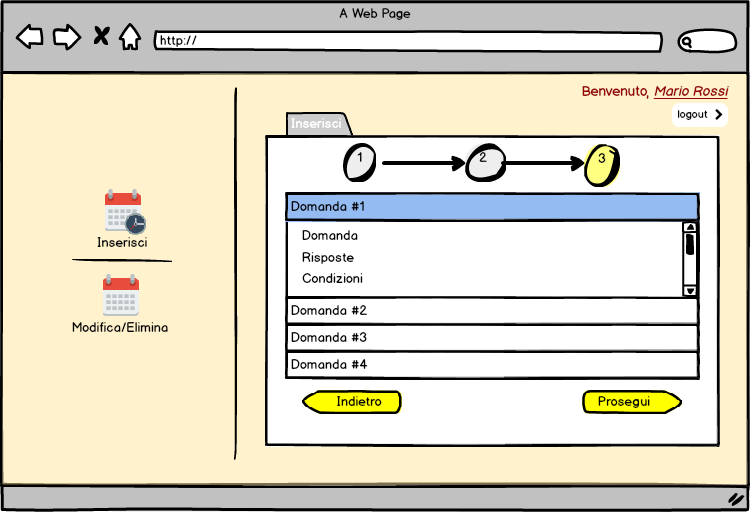 A Web Page
http://
Benvenuto, Mario Rossi
logout
Inserisci
1
2
3
Domanda #1
Domanda
Risposte
Condizioni
Domanda #2
Domanda #3
Domanda #4
Indietro
Prosegui
Inserisci
Modifica/Elimina